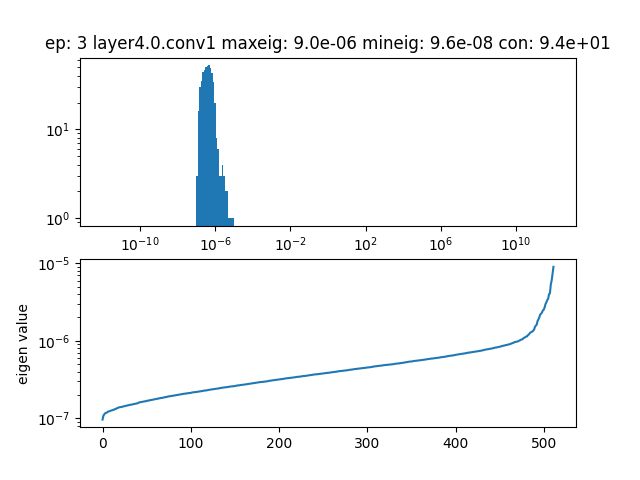 ep: 3 layer4.0.conv1 maxeig: 9.0e-06 mineig: 9.6e-08 con: 9.4e+01
10¹
10⁰
10⁻¹⁰ 10⁻⁶ 10⁻² 10² 10⁶ 10¹⁰
10⁻⁵
10⁻⁶
10⁻⁷
eigen value
0 100 200 300 400 500